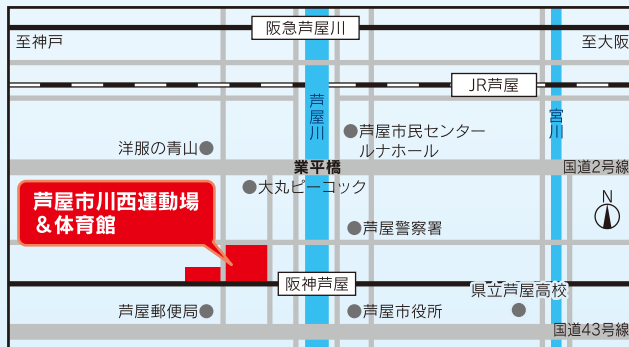 阪急芦屋川
至神戸
至大阪
JR芦屋
芦屋川
宮川
芦屋市民センター
ルナホール
洋服の青山
業平橋
国道2号線
大丸ピーコック
芦屋市川西運動場
&体育館
N
芦屋警察署
阪神芦屋
県立芦屋高校
芦屋郵便局
芦屋市役所
国道43号線